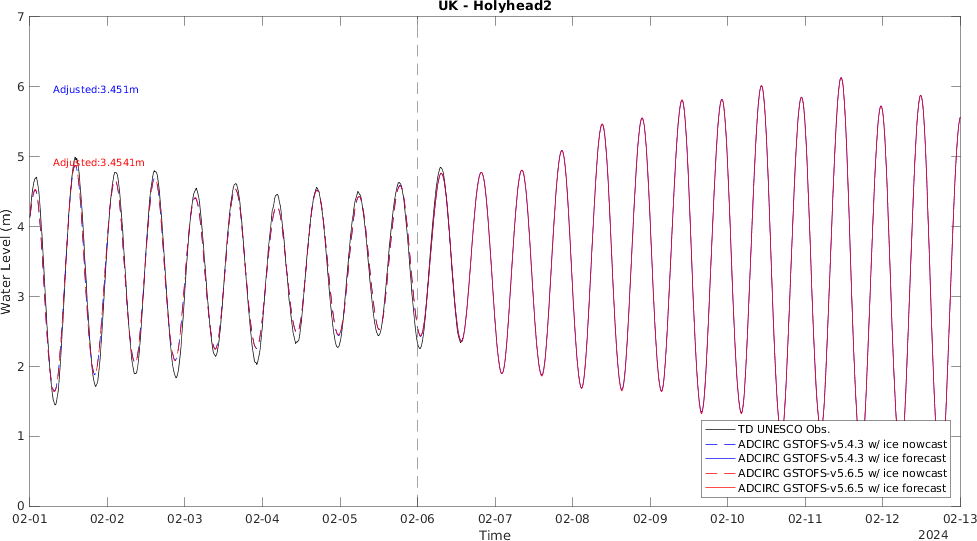 UK - Holyhead2
7
6
5
4
3
2
1
0
Water Level (m)
Adjusted:3.451m
Adjusted:3.4541m
TD UNESCO Obs.
ADCIRC GSTOFS-v5.4.3 w/ ice nowcast
ADCIRC GSTOFS-v5.4.3 w/ ice forecast
ADCIRC GSTOFS-v5.6.5 w/ ice nowcast
ADCIRC GSTOFS-v5.6.5 w/ ice forecast
02-01 02-02 02-03 02-04 02-05 02-06 02-07 02-08 02-09 02-10 02-11 02-12 02-13
Time
2024